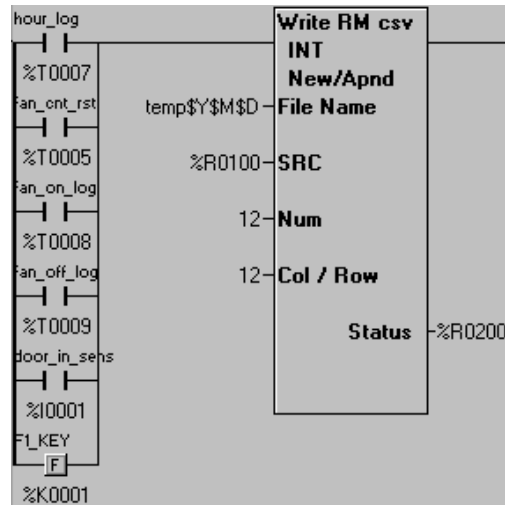 hour_log
%T0007
fan_cnt_rst
%T0005
fan_on_log
%T0008
fan_off_log
%T0009
door_in_sens
%I0001
F1_KEY
F
%K0001
Write RM csv
INT
New/Apnd
temp$Y$M$D File Name
%R0100 SRC
12 Num
12 Col / Row
Status %R0200